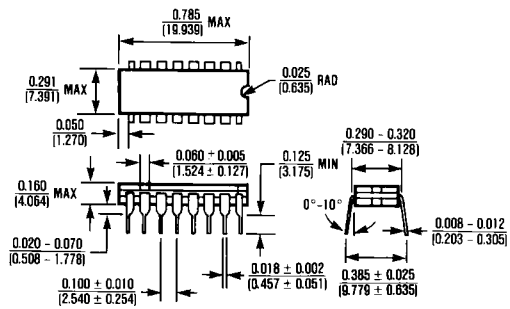 0.785
(19.939) MAX
0.291
(7.391) MAX
0.025
(0.635) RAD
0.050
(1.270)
0.290 – 0.320
(7.366 – 8.128)
0.060 ± 0.005
(1.524 ± 0.127)
0.125
(3.175) MIN
0.160
(4.064) MAX
0°–10°
0.008 – 0.012
(0.203 – 0.305)
0.020 – 0.070
(0.508 – 1.778)
0.018 ± 0.002
(0.457 ± 0.051)
0.385 ± 0.025
(9.779 ± 0.635)
0.100 ± 0.010
(2.540 ± 0.254)